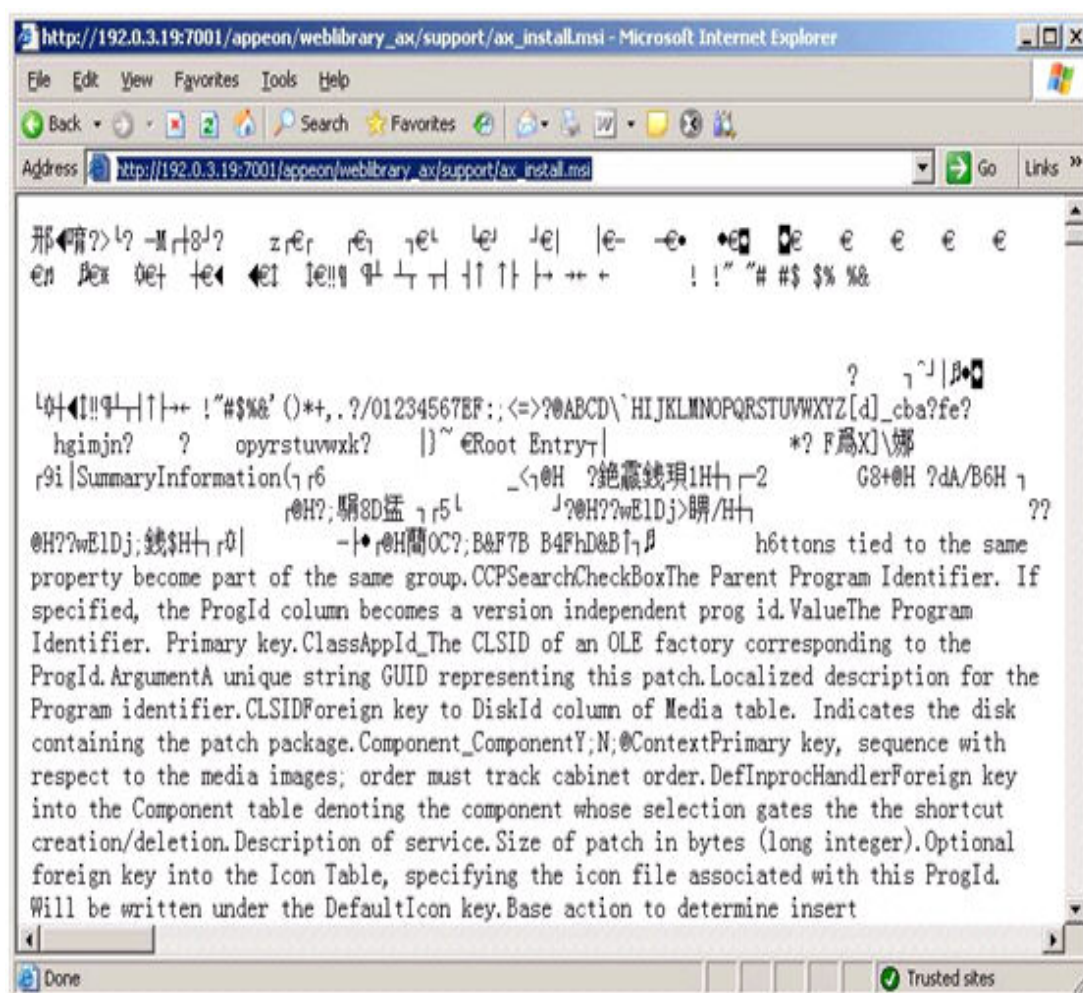 http://192.0.3.19:7001/appeon/weblibrary_ax/support/ax_install.msi - Microsoft Internet Explorer
File Edit View Favorites Tools Help
Back Search Favorites
Address http://192.0.3.19:7001/appeon/weblibrary_ax/support/ax_install.msi Go Links »
! !" "# #$ $% %&
!"#$%&'()*+,.?/01234567EF:;<=>?@ABCD\`HIJKLMNOPQRSTUVWXYZ[d]_cba?fe?
hgimjn? ? opyrstuvwxk? |}~ €Root Entry
SummaryInformation(
h6ttons tied to the same
property become part of the same group.CCPSearchCheckBoxThe Parent Program Identifier. If
specified, the ProgId column becomes a version independent prog id.ValueThe Program
Identifier. Primary key.ClassAppId_The CLSID of an OLE factory corresponding to the
ProgId.ArgumentA unique string GUID representing this patch.Localized description for the
Program identifier.CLSIDForeign key to DiskId column of Media table. Indicates the disk
containing the patch package.Component_ComponentY;N;@ContextPrimary key, sequence with
respect to the media images; order must track cabinet order.DefInprocHandlerForeign key
into the Component table denoting the component whose selection gates the the shortcut
creation/deletion.Description of service.Size of patch in bytes (long integer).Optional
foreign key into the Icon Table, specifying the icon file associated with this ProgId.
Will be written under the DefaultIcon key.Base action to determine insert
Done Trusted sites